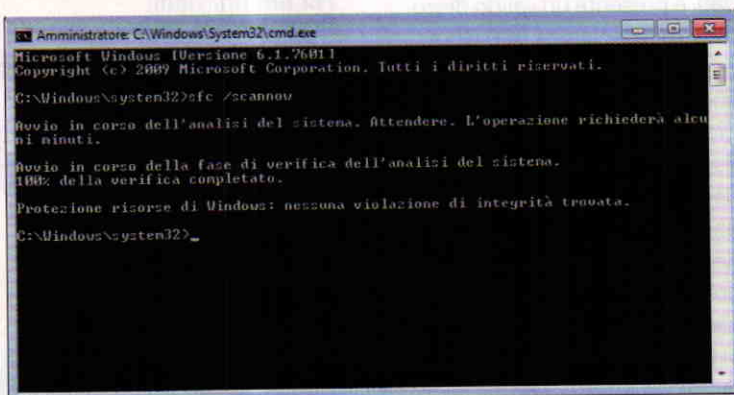 Amministratore: C:\Windows\System32\cmd.exe
Microsoft Windows [Versione 6.1.7601]
Copyright (c) 2009 Microsoft Corporation. Tutti i diritti riservati.
C:\Windows\system32>sfc /scannow
Avvio in corso dell'analisi del sistema. Attendere. L'operazione richiederà alcu
ni minuti.
Avvio in corso della fase di verifica dell'analisi del sistema.
100% della verifica completato.
Protezione risorse di Windows: nessuna violazione di integrità trovata.
C:\Windows\system32>_